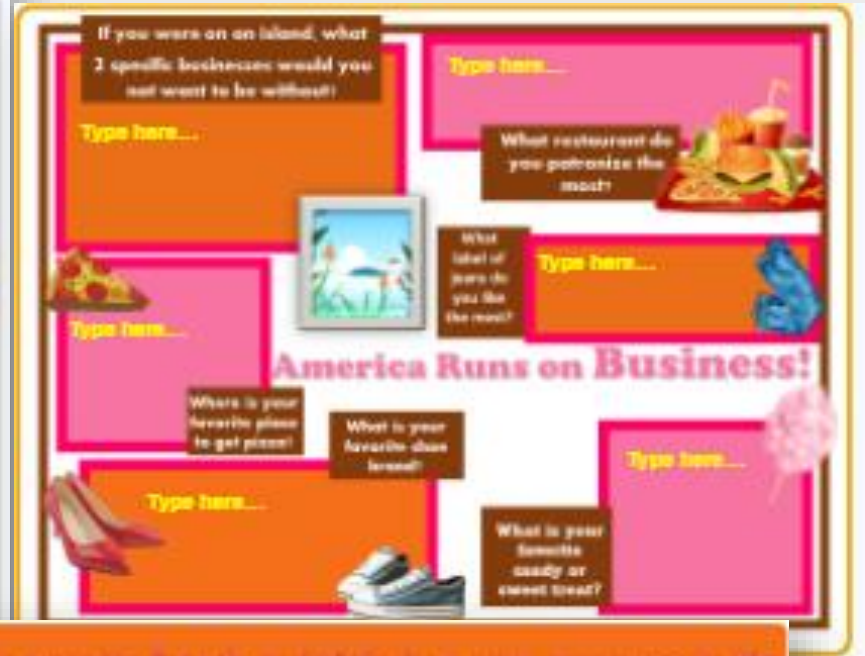 If you were on an island, what
3 specific businesses would you
not want to be without?
Type here...
Type here...
What restaurant do
you patronize the
most?
What
label of
jeans do
you like
the most?
Type here...
Type here...
America Runs on Business!
Where is your
favorite place
to get pizza?
What is your
favorite shoe
brand?
Type here...
Type here...
What is your
favorite
candy or
sweet treat?